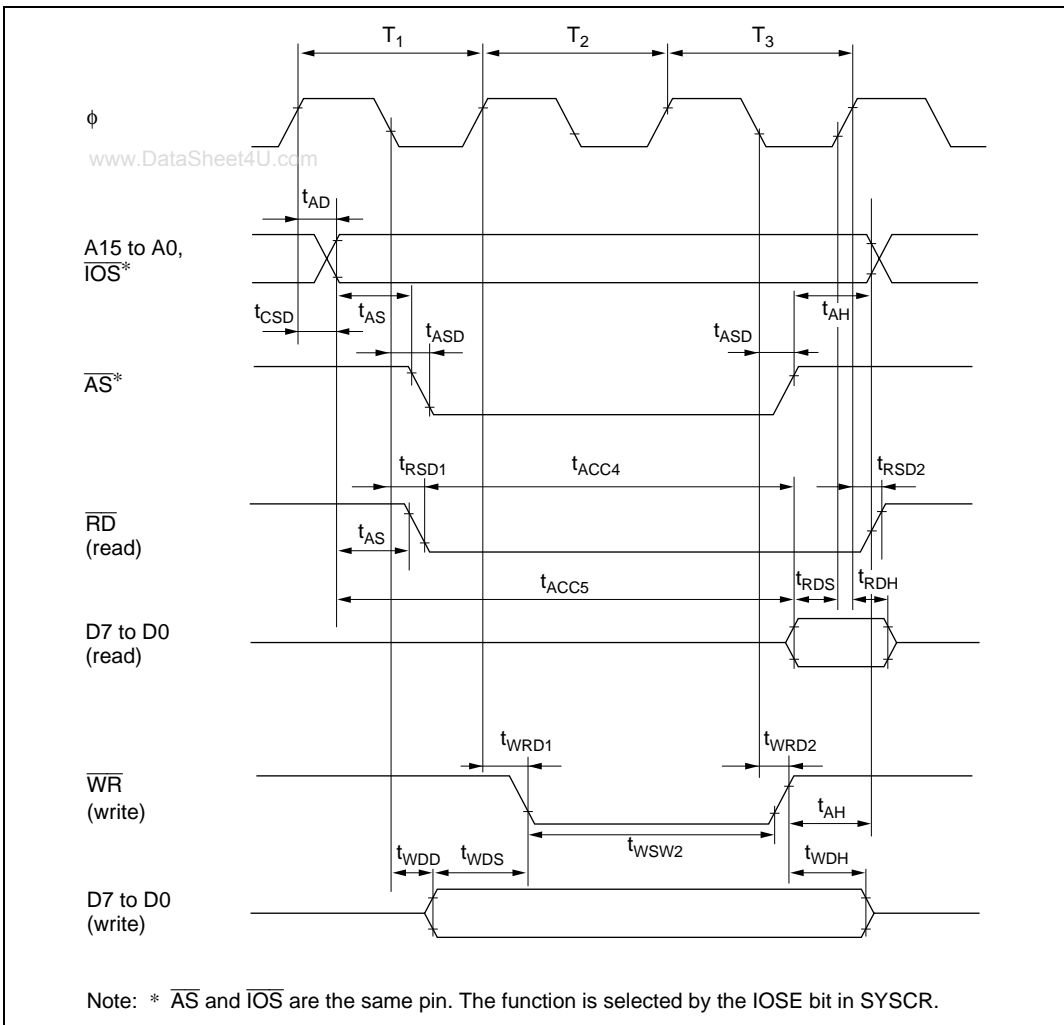 T1 T2 T3
ϕ
www.DataSheet4U.com
tAD
A15 to A0,
IOS*
tCSD tAS tASD tASD tAH
AS*
tRSD1 tACC4 tRSD2
RD
(read)
tAS
tACC5 tRDS tRDH
D7 to D0
(read)
tWRD1 tWRD2
WR
(write)
tAH
tWSW2
tWDD tWDS tWDH
D7 to D0
(write)
Note: * AS and IOS are the same pin. The function is selected by the IOSE bit in SYSCR.